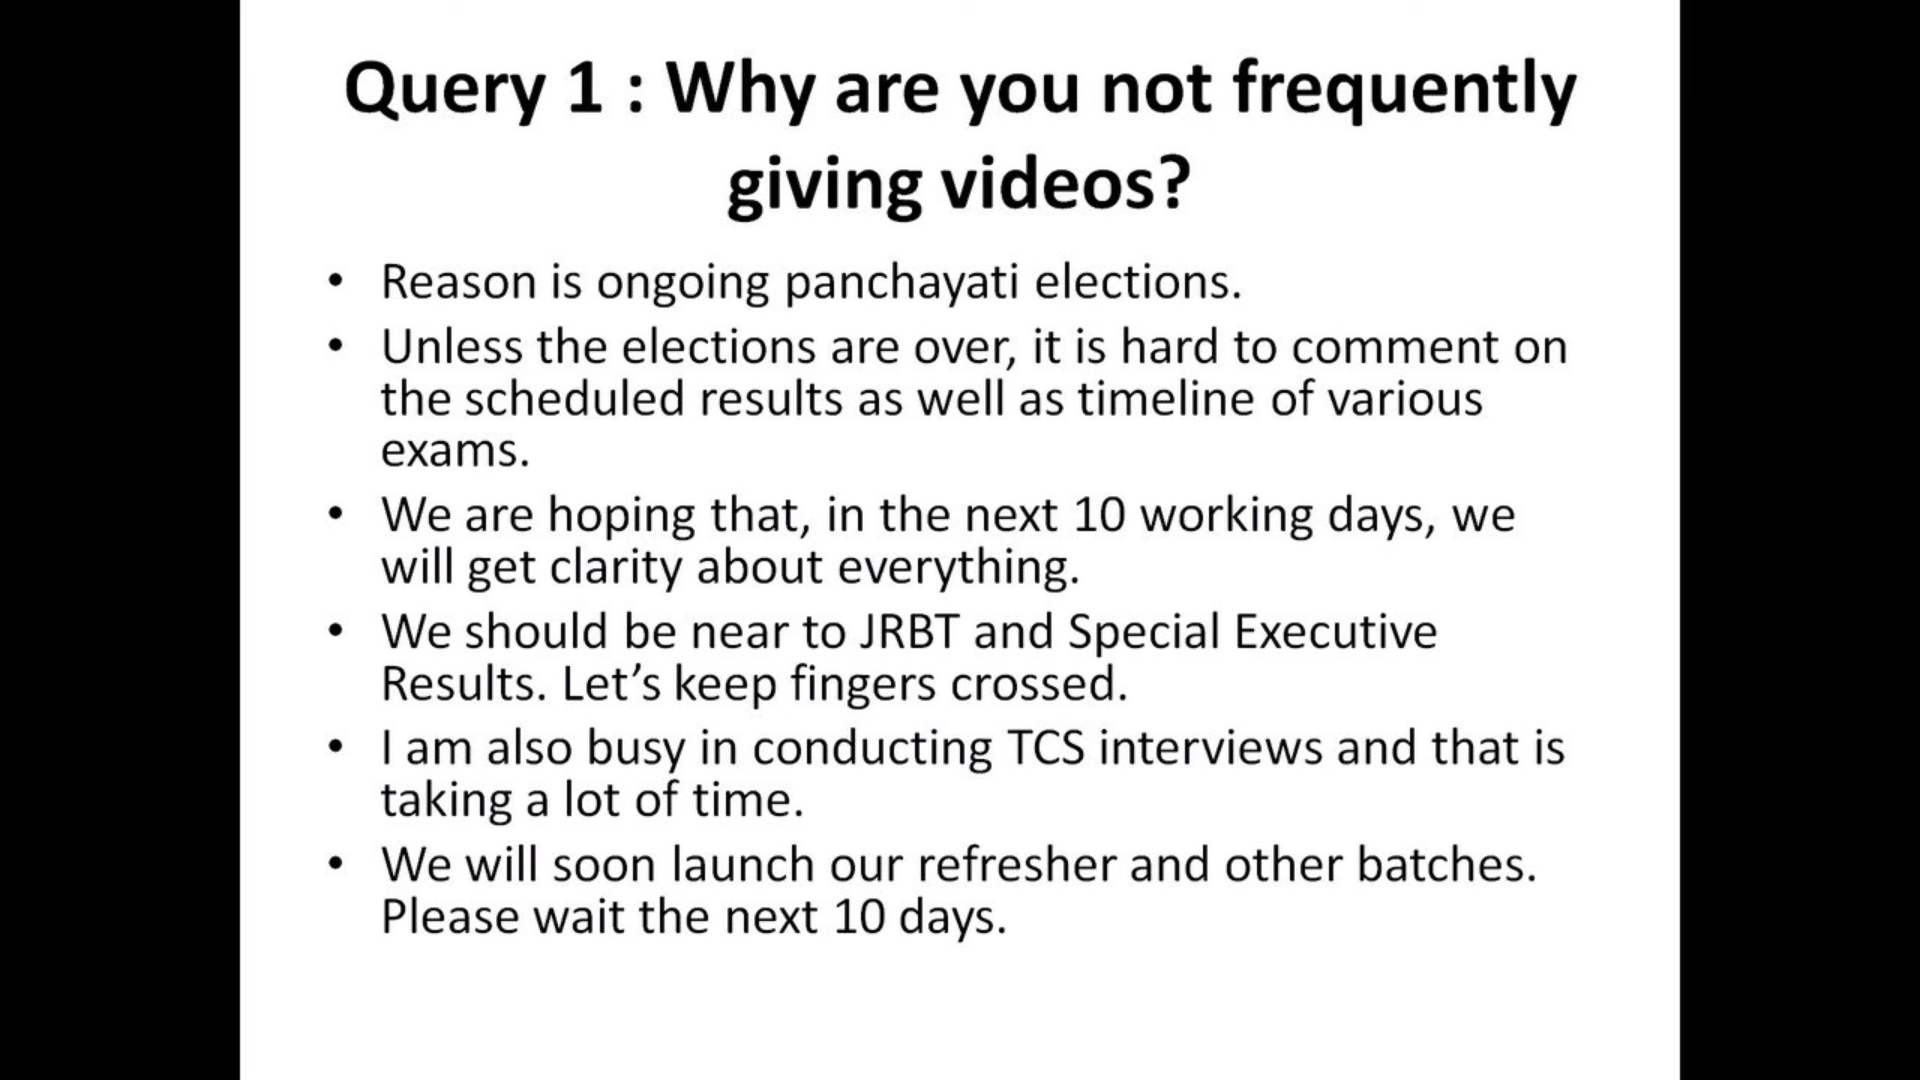 Query 1 : Why are you not frequently
giving videos?
• Reason is ongoing panchayati elections.
• Unless the elections are over, it is hard to comment on
the scheduled results as well as timeline of various
exams.
• We are hoping that, in the next 10 working days, we
will get clarity about everything.
• We should be near to JRBT and Special Executive
Results. Let’s keep fingers crossed.
• I am also busy in conducting TCS interviews and that is
taking a lot of time.
• We will soon launch our refresher and other batches.
Please wait the next 10 days.